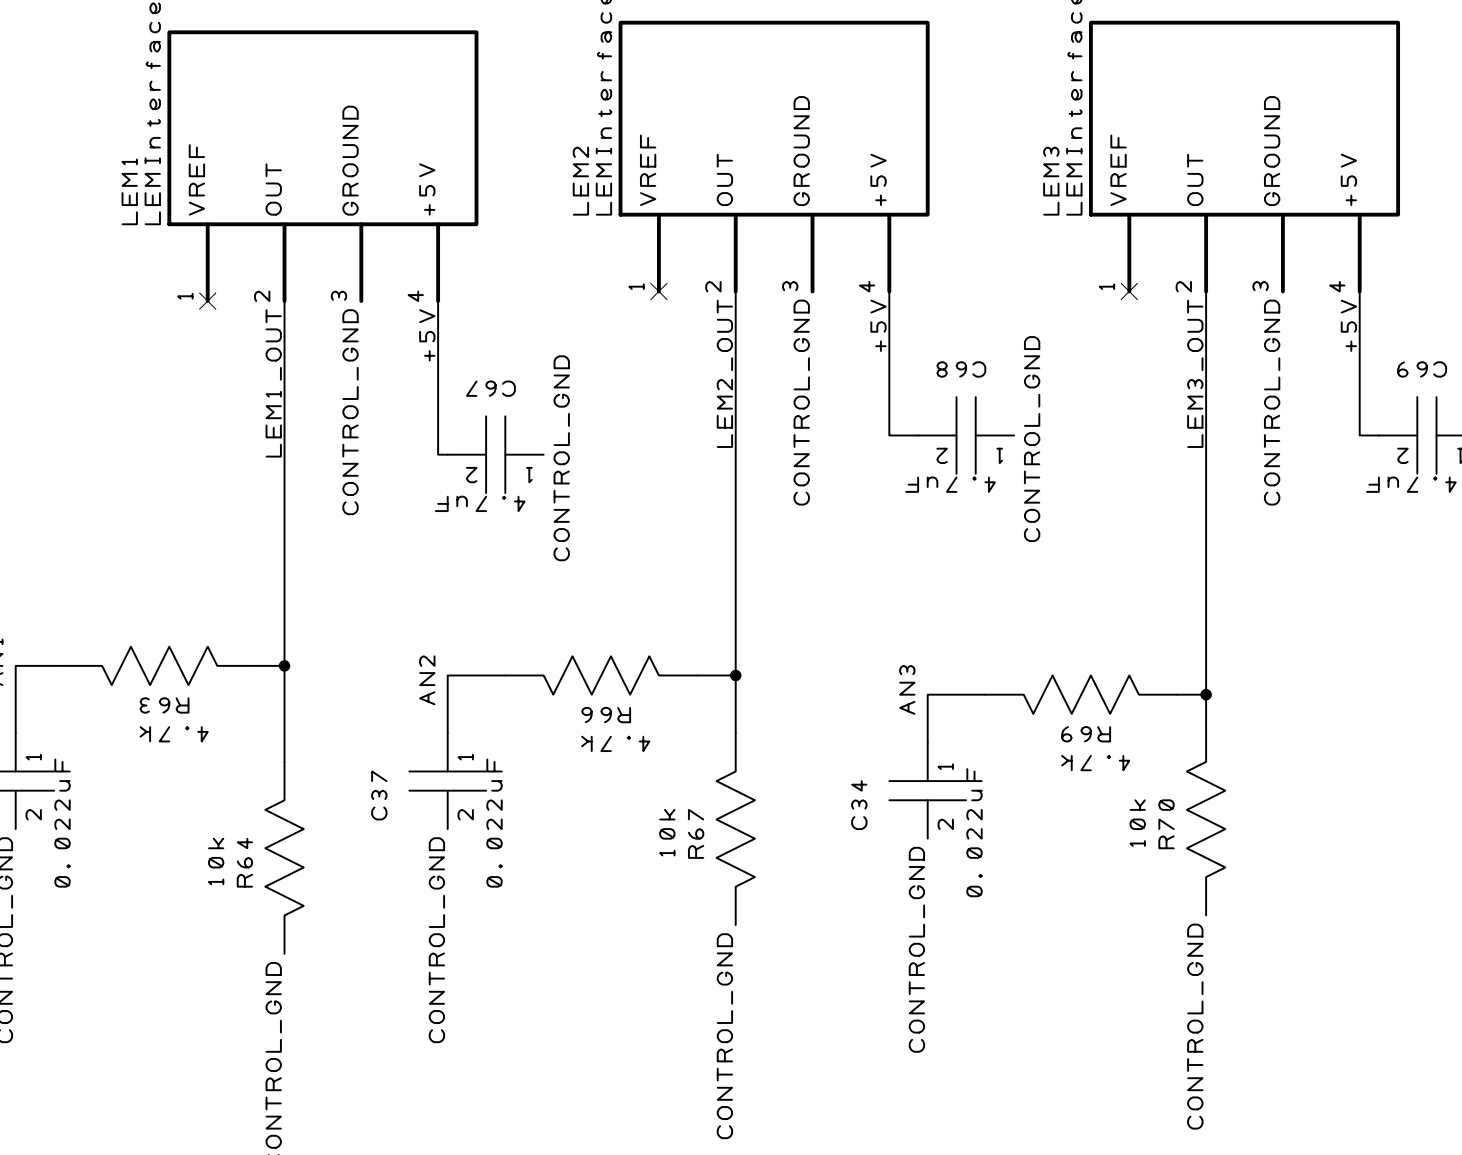 LEM1
LEMInterface
VREF
OUT
GROUND
+5V
1
2
3
4
LEM1_OUT
CONTROL_GND
+5V
C67
2
1
4.7uF
CONTROL_GND
R63
4.7k
1
2
0.022uF
CONTROL_GND
10k
R64
CONTROL_GND
LEM2
LEMInterface
VREF
OUT
GROUND
+5V
1
2
3
4
LEM2_OUT
CONTROL_GND
+5V
C68
2
1
4.7uF
CONTROL_GND
AN2
R66
4.7k
C37
1
2
0.022uF
CONTROL_GND
10k
R67
CONTROL_GND
LEM3
LEMInterface
VREF
OUT
GROUND
+5V
1
2
3
4
LEM3_OUT
CONTROL_GND
+5V
C69
2
1
4.7uF
AN3
R69
4.7k
C34
1
2
0.022uF
CONTROL_GND
10k
R70
CONTROL_GND